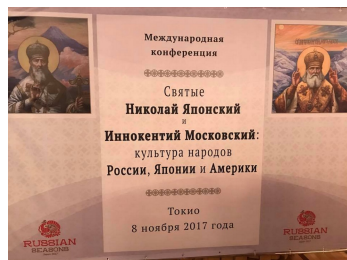 Международная
конференция
Святые
Николай Японский
и
Иннокентий Московский:
культура народов
России, Японии и Америки
Токио
8 ноября 2017 года
RUSSIAN
SEASONS
RUSSIAN
SEASONS